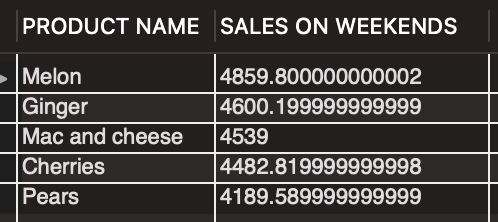 PRODUCT NAME SALES ON WEEKENDS
Melon 4859.800000000002
Ginger 4600.199999999999
Mac and cheese 4539
Cherries 4482.819999999998
Pears 4189.589999999999